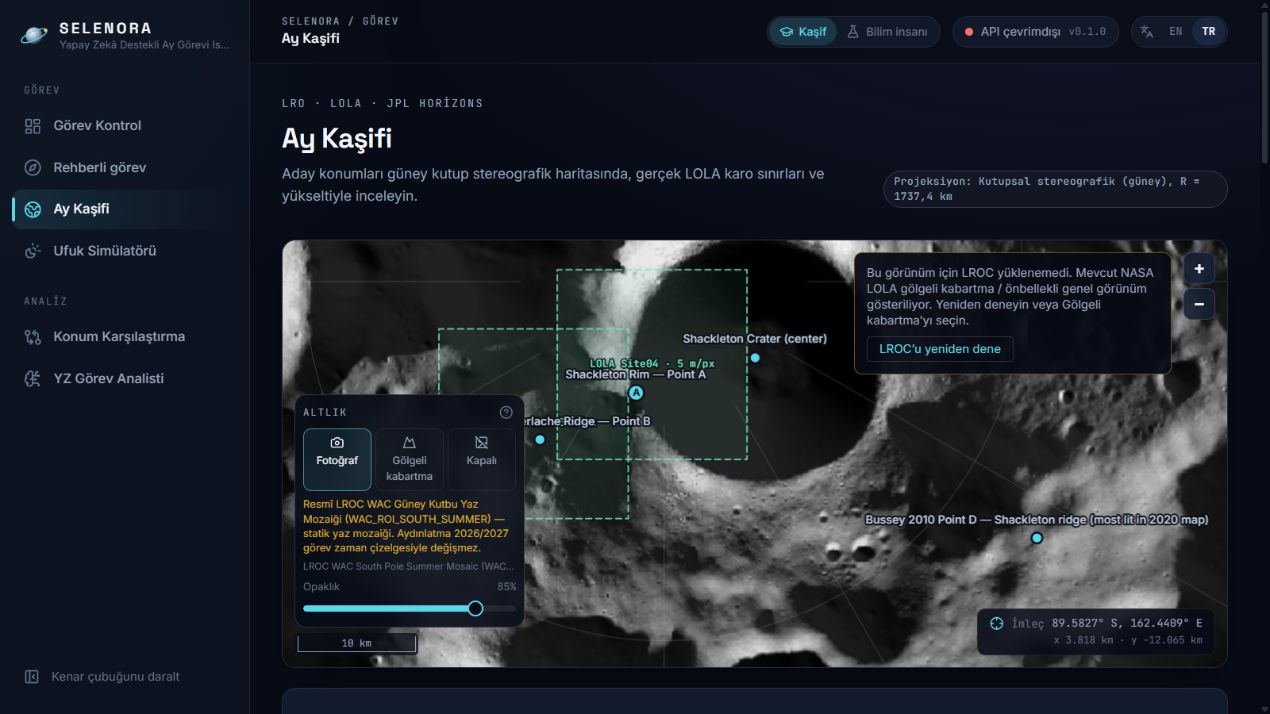 SELENORA
Yapay Zekâ Destekli Ay Görevi İs...
GÖREV
Görev Kontrol
Rehberli görev
Ay Kaşifi
Ufuk Simülatörü
ANALİZ
Konum Karşılaştırma
YZ Görev Analisti
Kenar çubuğunu daralt
SELENORA / GÖREV
Ay Kaşifi
Kaşif
Bilim insanı
API çevrimdışı v0.1.0
EN
TR
LRO · LOLA · JPL HORİZONS
Ay Kaşifi
Aday konumları güney kutup stereografik haritasında, gerçek LOLA karo sınırları ve
yükseltiyle inceleyin.
Projeksiyon: Kutupsal stereografik (güney), R =
1737,4 km
Bu görünüm için LROC yüklenemedi. Mevcut NASA
LOLA gölgeli kabartma / önbellekli genel görünüm
gösteriliyor. Yeniden deneyin veya Gölgeli
kabartma'yı seçin.
LROC'u yeniden dene
+
−
Shackleton Crater (center)
LOLA Site04 · 5 m/px
Shackleton Rim — Point A
A
erlache Ridge — Point B
Bussey 2010 Point D — Shackleton ridge (most lit in 2020 map)
ALTLIK
?
Fotoğraf
Gölgeli
kabartma
Kapalı
Resmî LROC WAC Güney Kutbu Yaz
Mozaiği (WAC_ROI_SOUTH_SUMMER) —
statik yaz mozaiği. Aydınlatma 2026/2027
görev zaman çizelgesiyle değişmez.
LROC WAC South Pole Summer Mosaic (WAC...
Opaklık 85%
10 km
İmleç 89.5827° S, 162.4409° E
x 3.818 km · y -12.065 km